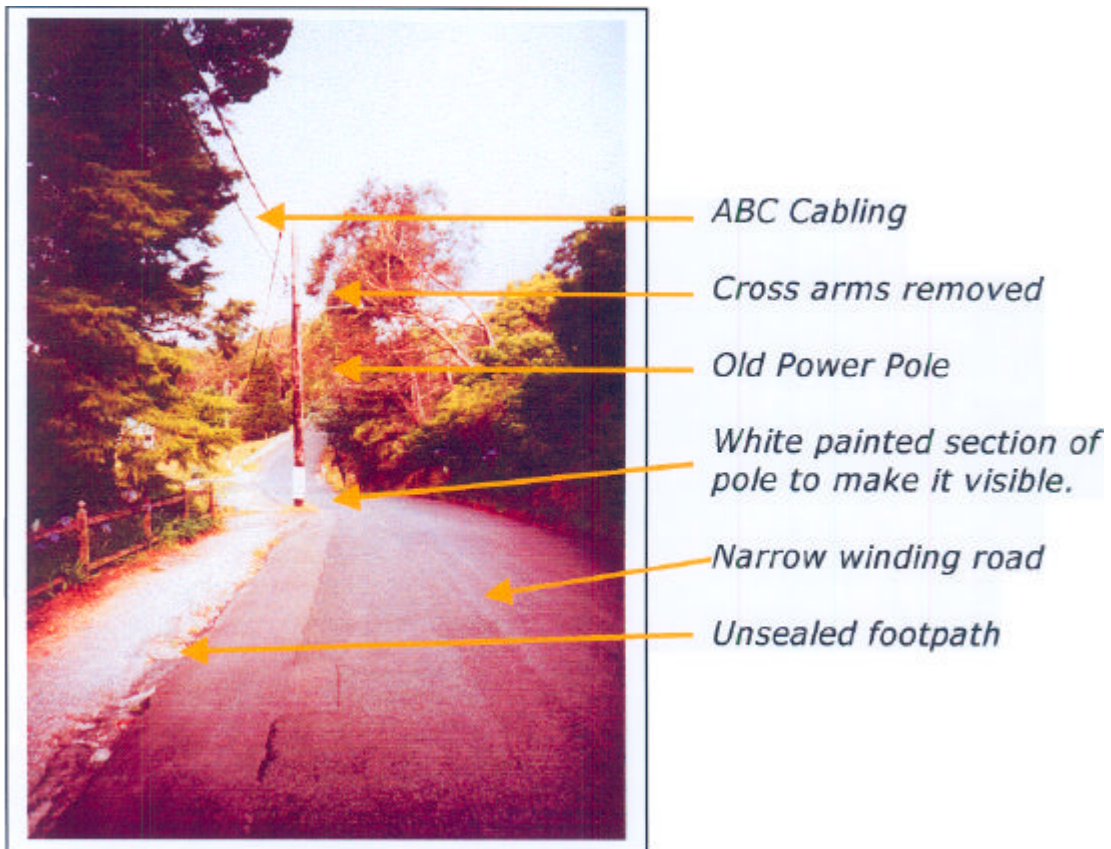 ABC Cabling
Cross arms removed
Old Power Pole
White painted section of
pole to make it visible.
Narrow winding road
Unsealed footpath